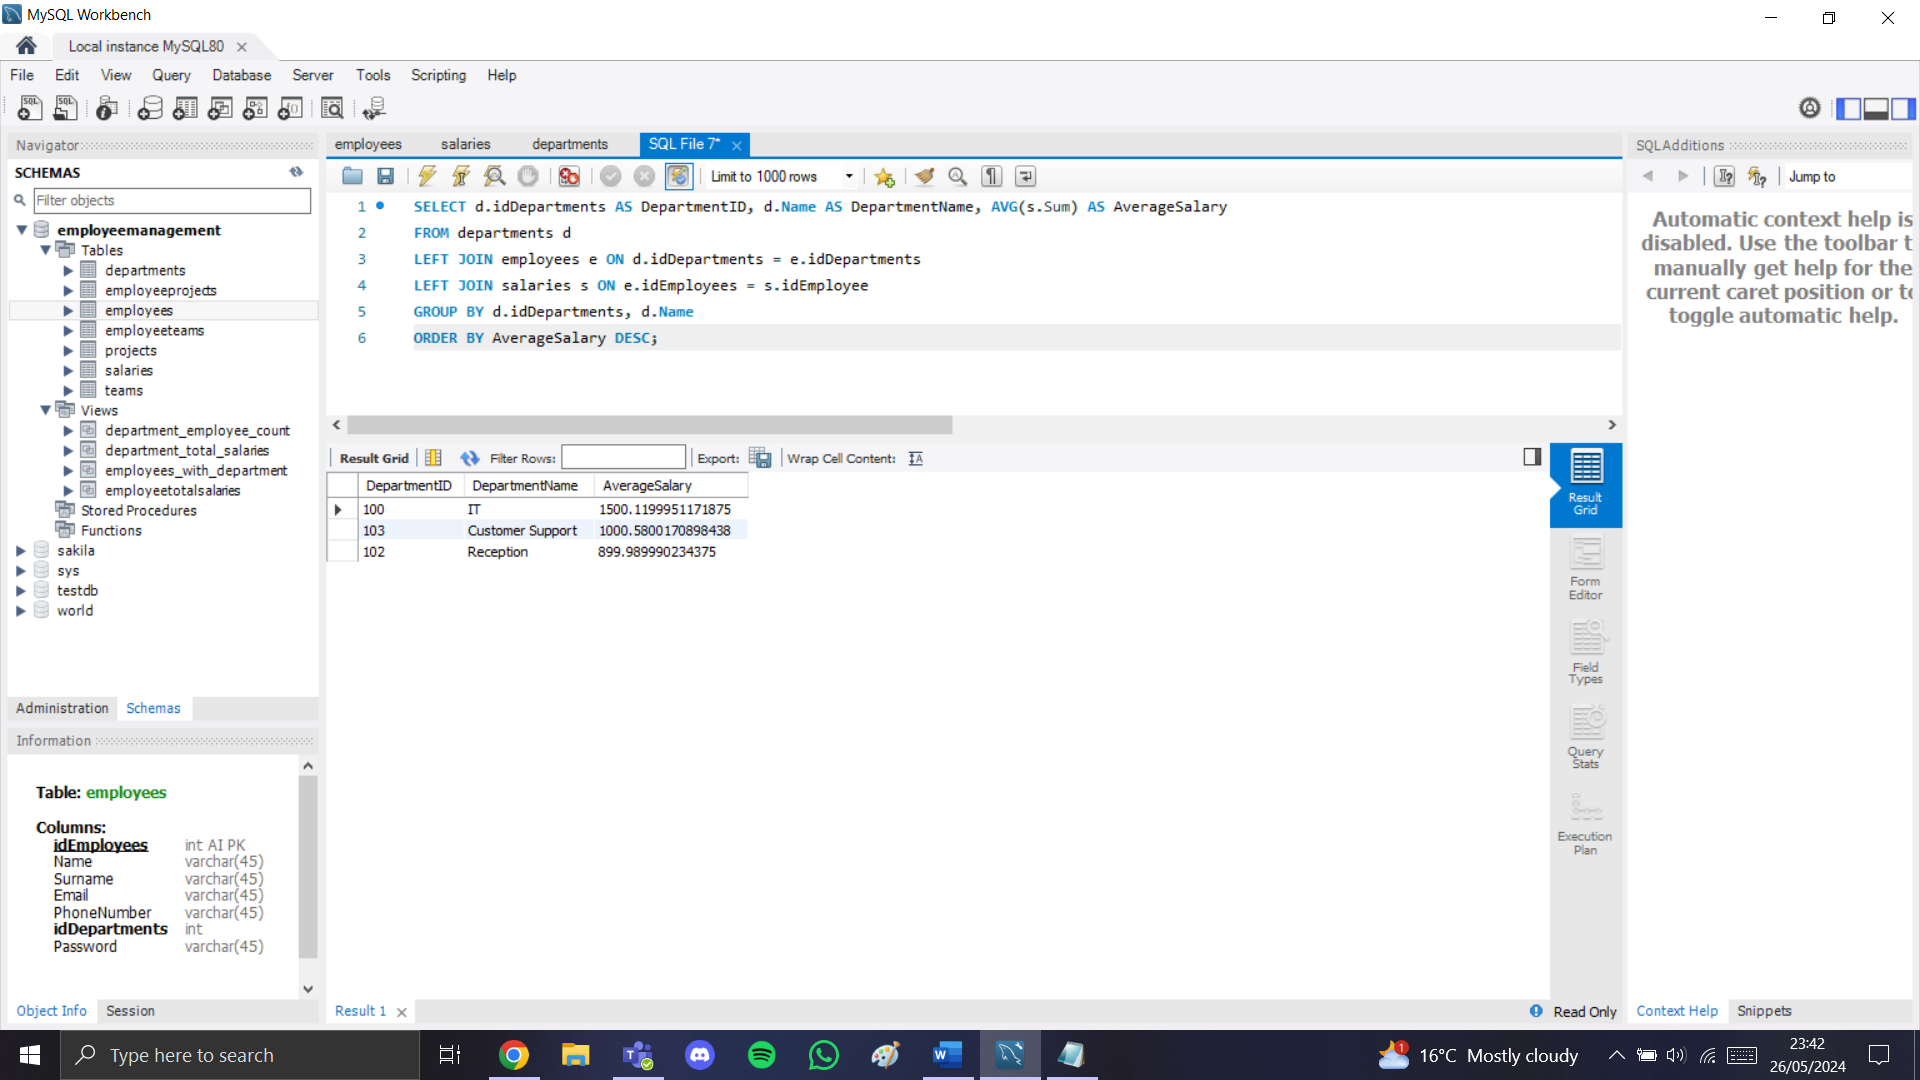 MySQL Workbench
Local instance MySQL80
File Edit View Query Database Server Tools Scripting Help
Navigator
SCHEMAS
Filter objects
employeemanagement
Tables
departments
employeeprojects
employees
employeeteams
projects
salaries
teams
Views
department_employee_count
department_total_salaries
employees_with_department
employeetotalsalaries
Stored Procedures
Functions
sakila
sys
testdb
world
Administration Schemas
Information
Table: employees
Columns:
idEmployees int AI PK
Name varchar(45)
Surname varchar(45)
Email varchar(45)
PhoneNumber varchar(45)
idDepartments int
Password varchar(45)
Object Info Session
employees salaries departments SQL File 7*
Limit to 1000 rows
1 SELECT d.idDepartments AS DepartmentID, d.Name AS DepartmentName, AVG(s.Sum) AS AverageSalary
2 FROM departments d
3 LEFT JOIN employees e ON d.idDepartments = e.idDepartments
4 LEFT JOIN salaries s ON e.idEmployees = s.idEmployee
5 GROUP BY d.idDepartments, d.Name
6 ORDER BY AverageSalary DESC;
Result Grid Filter Rows: Export: Wrap Cell Content:
DepartmentID DepartmentName AverageSalary
100 IT 1500.1199951171875
103 Customer Support 1000.5800170898438
102 Reception 899.989990234375
Result Grid
Form Editor
Field Types
Query Stats
Execution Plan
Result 1
Read Only
SQLAdditions
Jump to
Automatic context help is
disabled. Use the toolbar t
manually get help for the
current caret position or to
toggle automatic help.
Context Help Snippets
Type here to search
1
16°C Mostly cloudy
23:42
26/05/2024